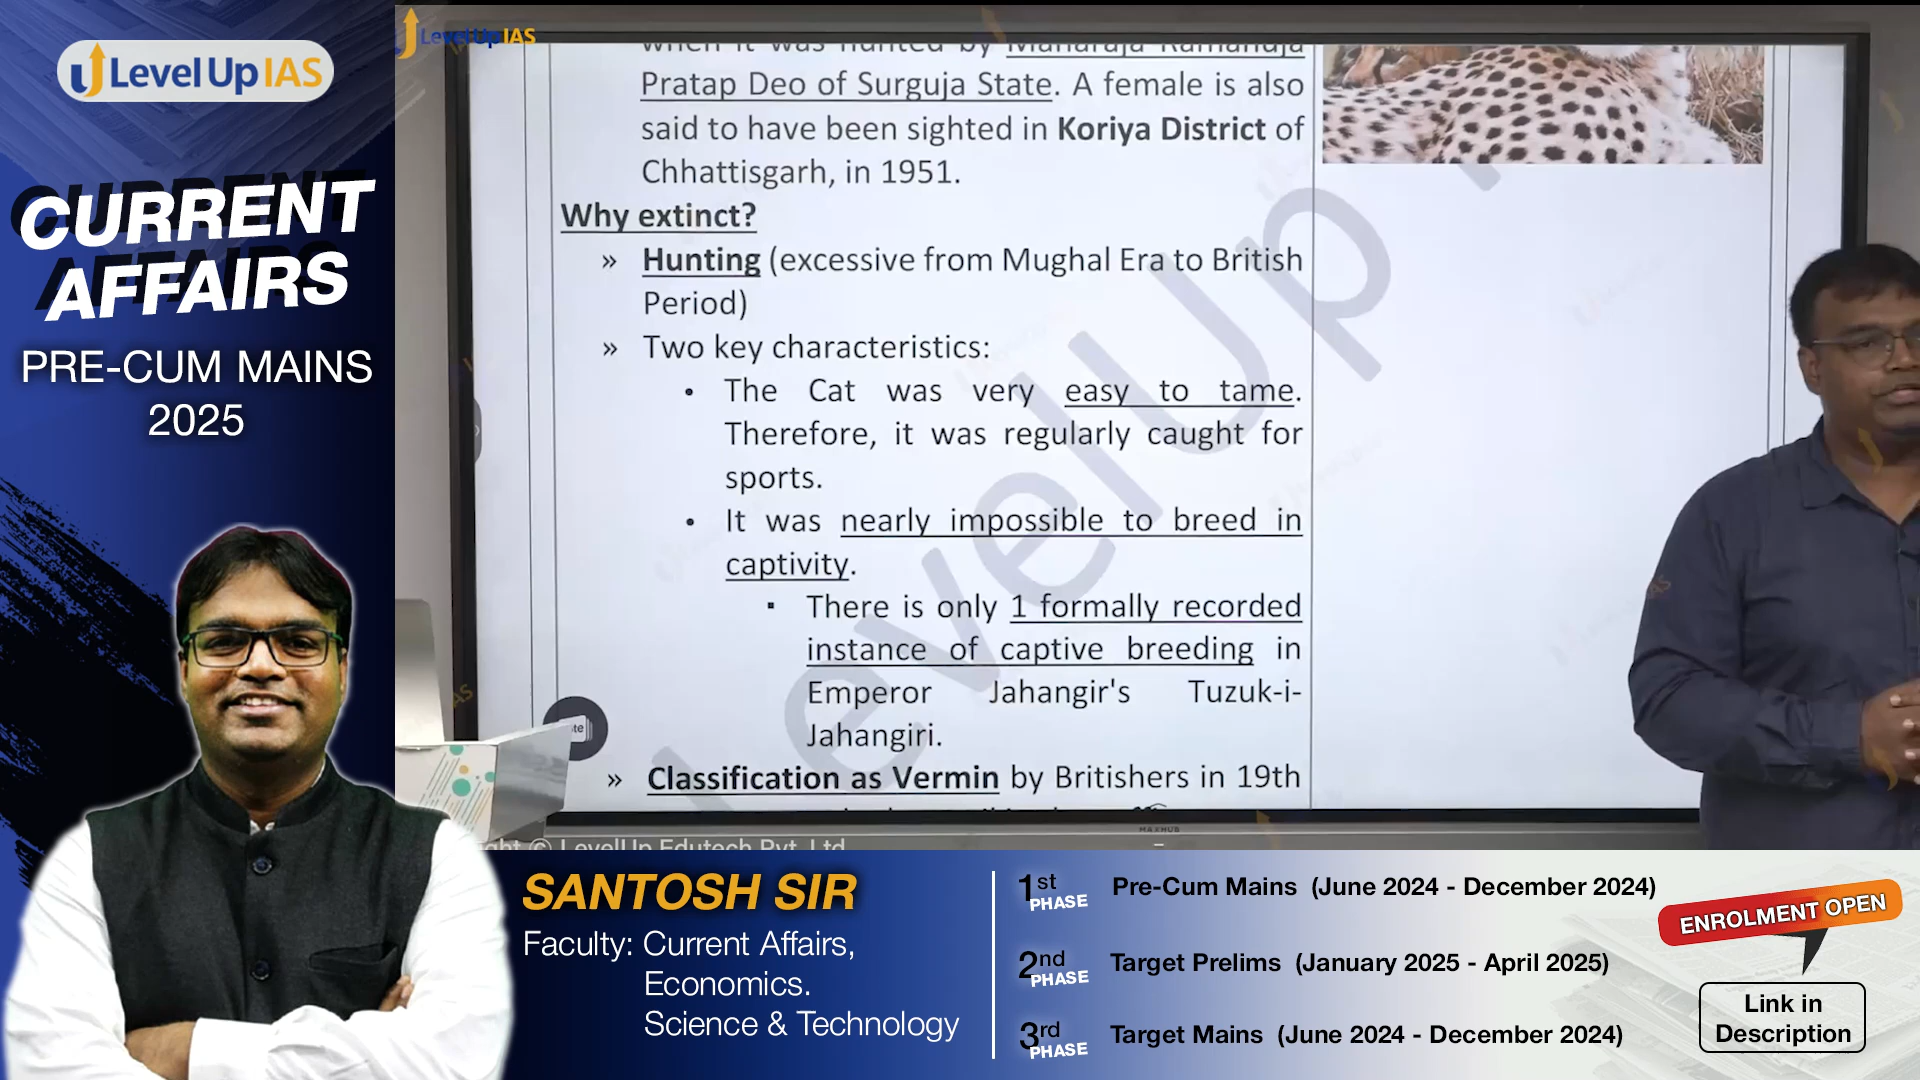 LevelUp IAS
CURRENT
AFFAIRS
PRE-CUM MAINS
2025
LevelUp IAS
when it was hunted by Maharaja Ramanuja
Pratap Deo of Surguja State. A female is also
said to have been sighted in Koriya District of
Chhattisgarh, in 1951.
Why extinct?
» Hunting (excessive from Mughal Era to British
Period)
» Two key characteristics:
• The Cat was very easy to tame.
Therefore, it was regularly caught for
sports.
• It was nearly impossible to breed in
captivity.
▪ There is only 1 formally recorded
instance of captive breeding in
Emperor Jahangir's Tuzuk-i-
Jahangiri.
» Classification as Vermin by Britishers in 19th
LevelUp
MAXHUB
© LevelUp Edutech Pvt. Ltd
SANTOSH SIR
Faculty: Current Affairs,
Economics.
Science & Technology
1st PHASE Pre-Cum Mains (June 2024 - December 2024)
2nd PHASE Target Prelims (January 2025 - April 2025)
3rd PHASE Target Mains (June 2024 - December 2024)
ENROLMENT OPEN
Link in
Description